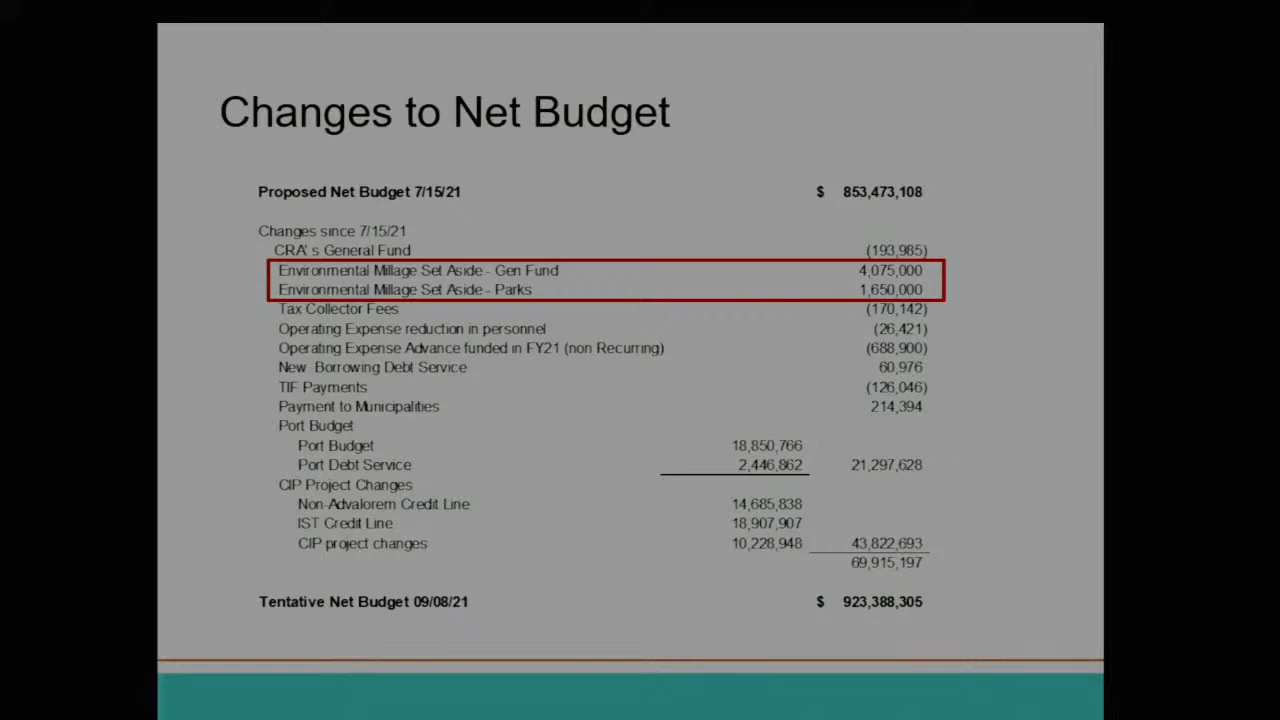 Changes to Net Budget
Proposed Net Budget 7/15/21 $ 853,473,108
Changes since 7/15/21
CRA's General Fund (193,985)
Environmental Millage Set Aside - Gen Fund 4,075,000
Environmental Millage Set Aside - Parks 1,650,000
Tax Collector Fees (170,142)
Operating Expense reduction in personnel (26,421)
Operating Expense Advance funded in FY21 (non Recurring) (688,900)
New Borrowing Debt Service 60,976
TIF Payments (126,046)
Payment to Municipalities 214,394
Port Budget
Port Budget 18,850,766
Port Debt Service 2,446,862 21,297,628
CIP Project Changes
Non-Advalorem Credit Line 14,685,838
IST Credit Line 18,907,907
CIP project changes 10,228,948 43,822,693
69,915,197
Tentative Net Budget 09/08/21 $ 923,388,305